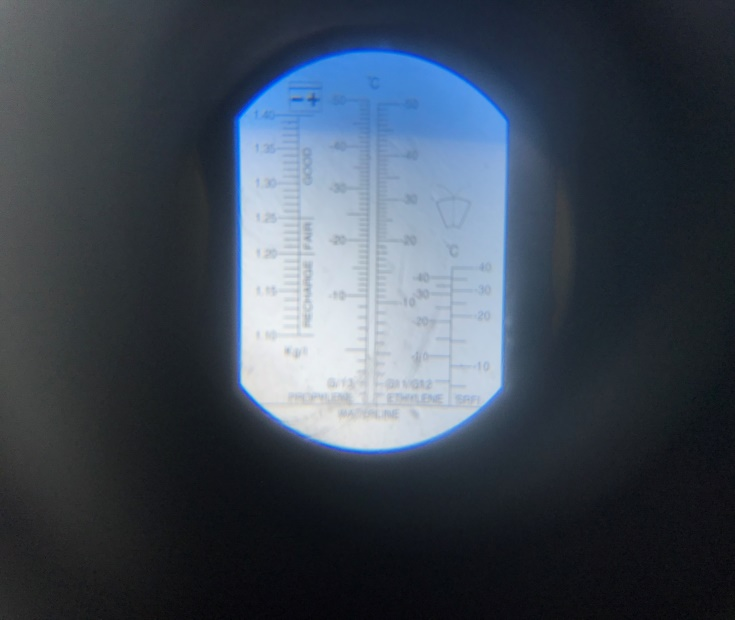 °C
- +
1.40 -50 -50
1.35 -40 -40
GOOD
1.30 -30 -30
1.25
FAIR
1.20 -20 -20
°C
-40 -40
RECHARGE
1.15 -10 -10 -30 -30
-20 -20
1.10
Kg/l
-10 -10
G/13 G11/G12
PROPYLENE ETHYLENE SRFL
WATERLINE